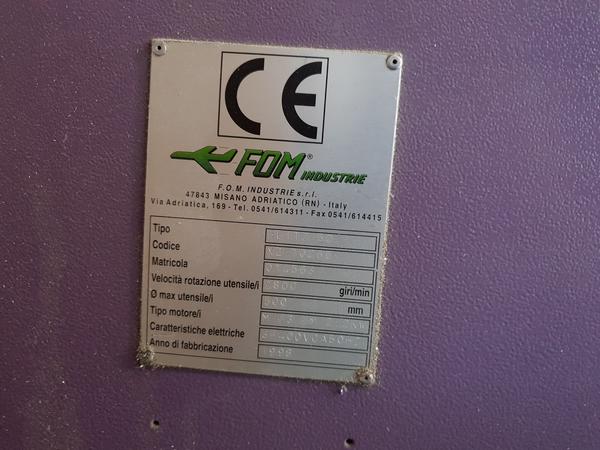 CE
FOM®
INDUSTRIE
F.O.M. INDUSTRIE s.r.l.
47843 MISANO ADRIATICO (RN) - Italy
Via Adriatica, 169 - Tel. 0541/614311 - Fax 0541/614415
Tipo
Codice
Matricola
Velocità rotazione utensile/i giri/min
Ø max utensile/i mm
Tipo motore/i
Caratteristiche elettriche
Anno di fabbricazione 1998